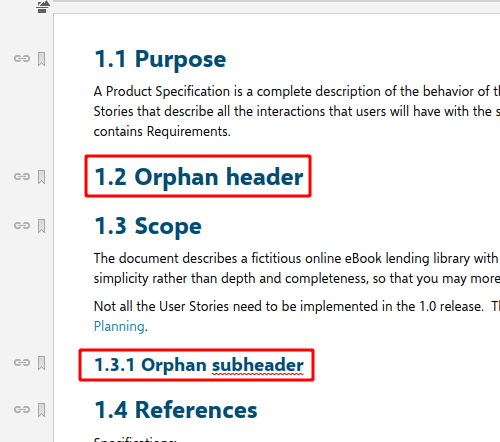 1.1 Purpose
A Product Specification is a complete description of the behavior of
Stories that describe all the interactions that users will have with the
contains Requirements.
1.2 Orphan header
1.3 Scope
The document describes a fictitious online eBook lending library with
simplicity rather than depth and completeness, so that you may more
Not all the User Stories need to be implemented in the 1.0 release.
Planning.
1.3.1 Orphan subheader
1.4 References
Specifications: